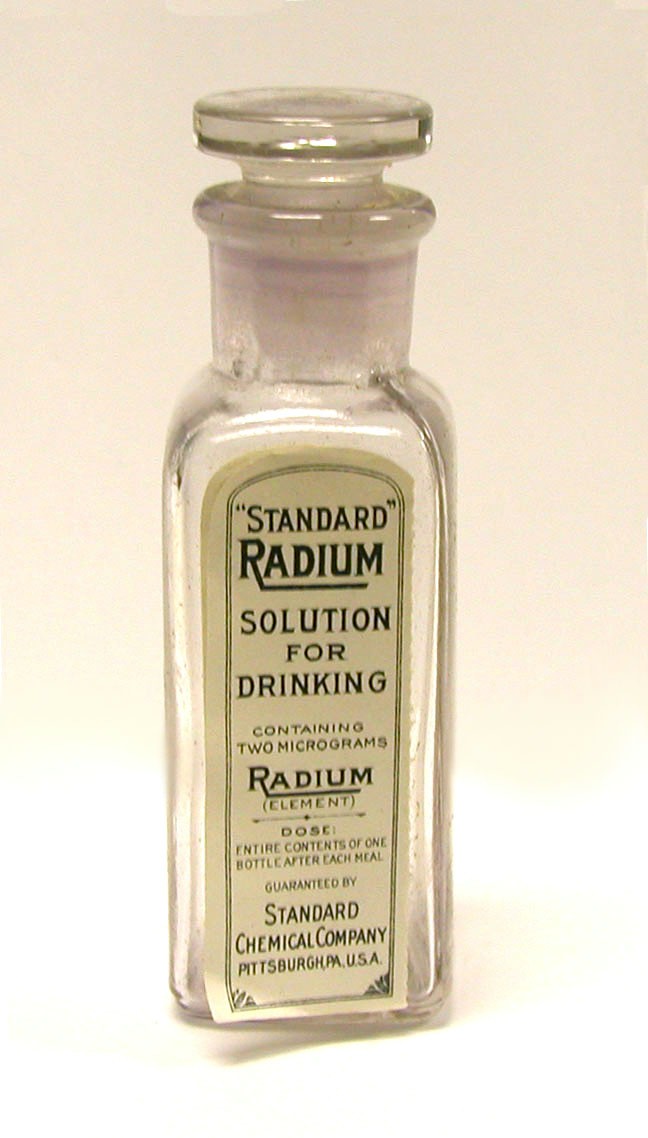 "STANDARD"
RADIUM
SOLUTION
FOR
DRINKING
CONTAINING
TWO MICROGRAMS
RADIUM
(ELEMENT)
DOSE:
ENTIRE CONTENTS OF ONE
BOTTLE AFTER EACH MEAL
GUARANTEED BY
STANDARD
CHEMICAL COMPANY
PITTSBURGH, PA. U.S.A.